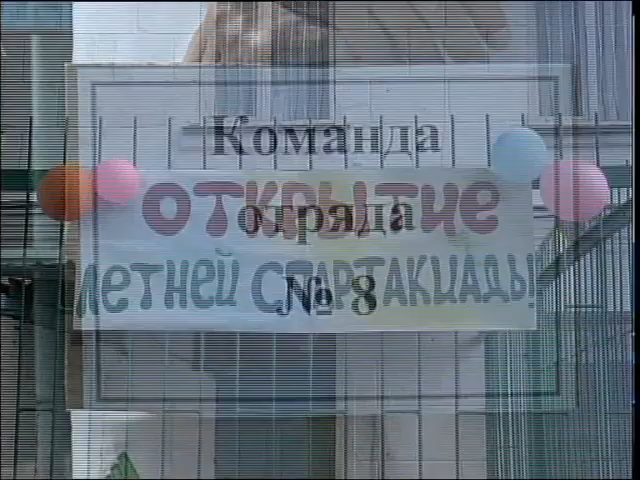 Команда
открытие
отряда
летней спартакиады!
№ 8